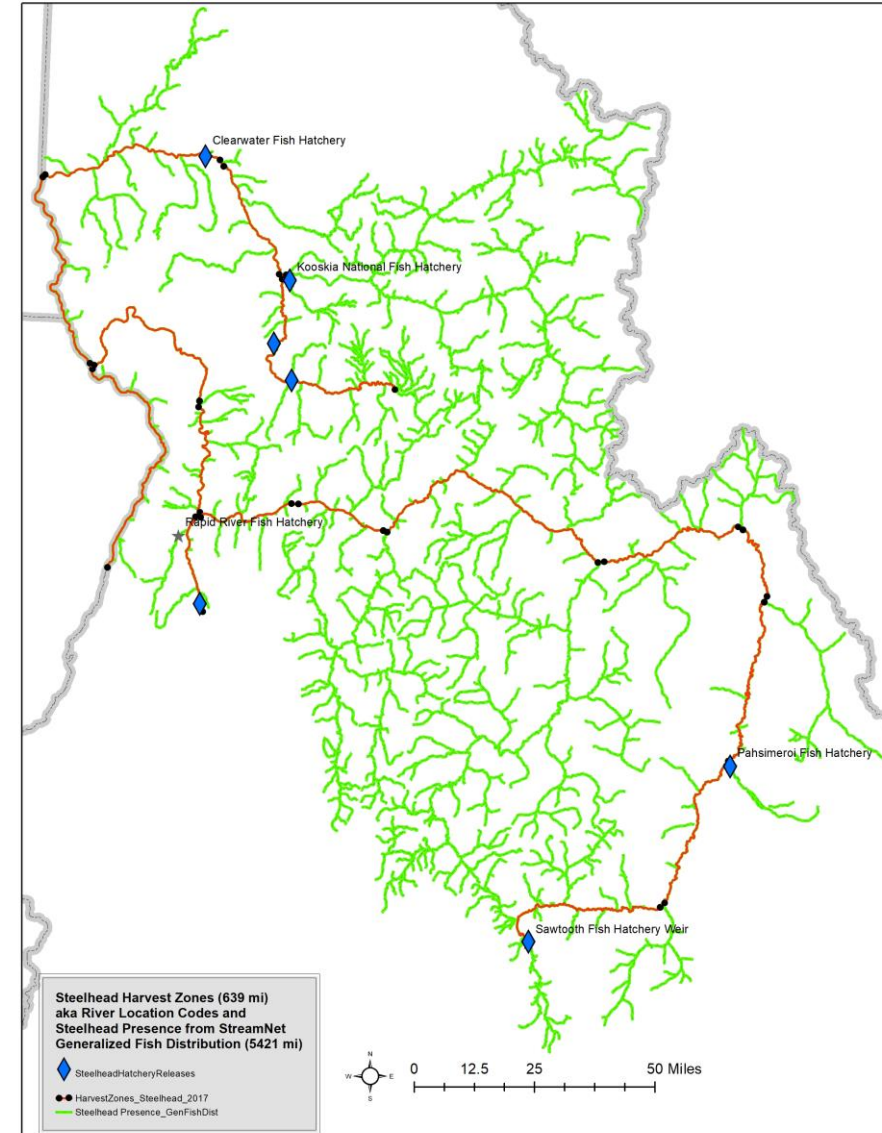 Clearwater Fish Hatchery
Kooskia National Fish Hatchery
Rapid River Fish Hatchery
Pahsimeroi Fish Hatchery
Sawtooth Fish Hatchery Weir
Steelhead Harvest Zones (639 mi)
aka River Location Codes and
Steelhead Presence from StreamNet
Generalized Fish Distribution (5421 mi)
SteelheadHatcheryReleases
HarvestZones_Steelhead_2017
Steelhead Presence_GenFishDist
N
W E
S
0 12.5 25 50 Miles